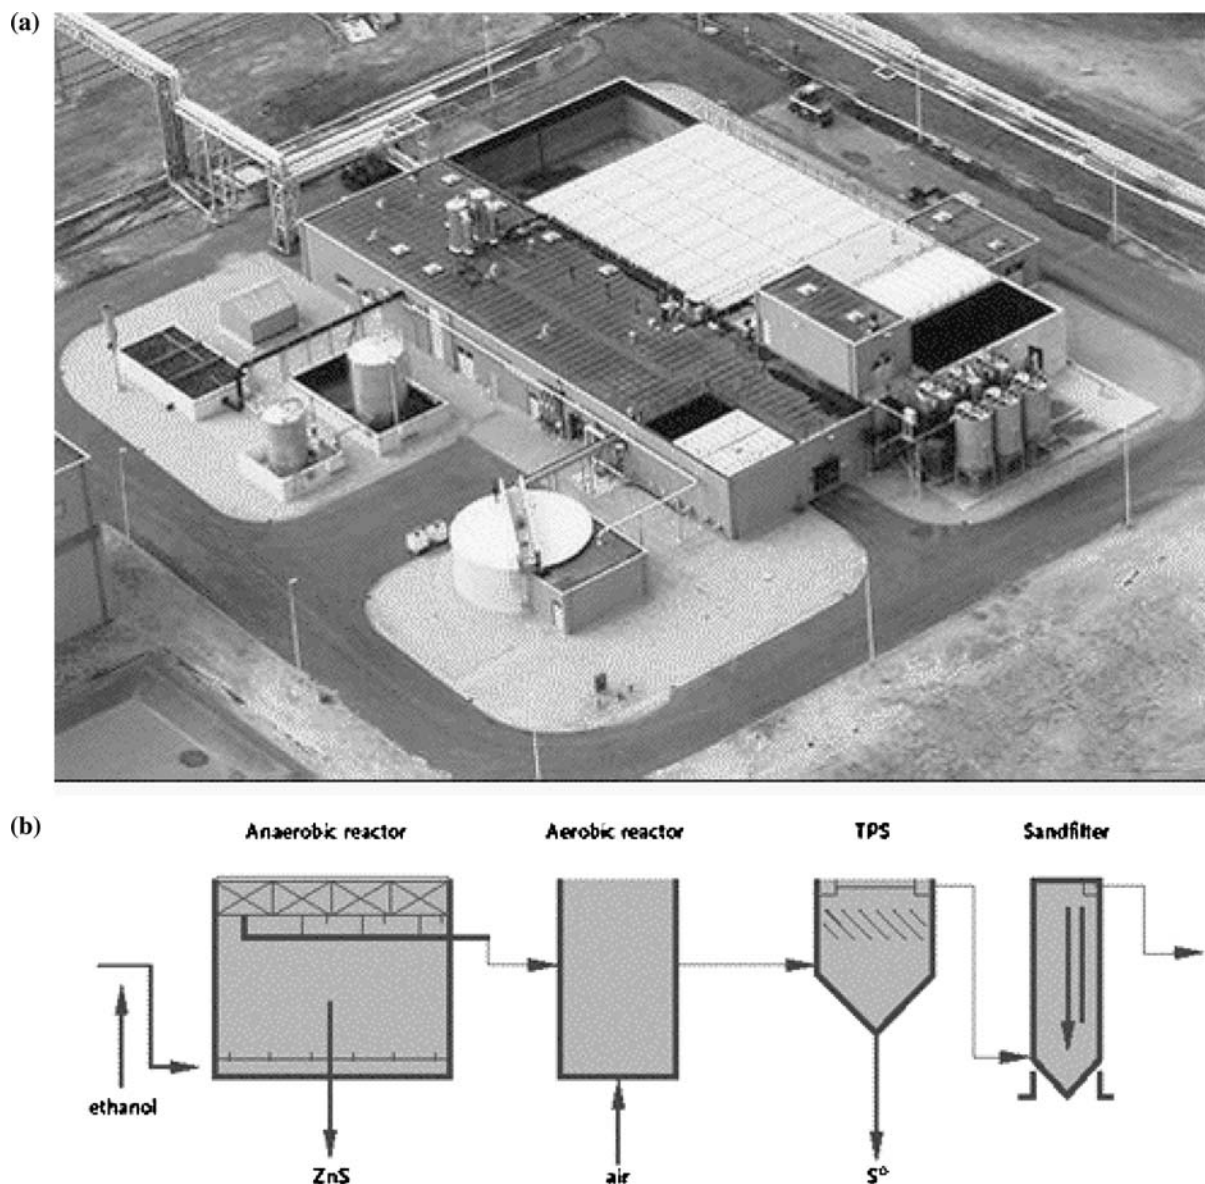 (a)
(b)
Anaerobic reactor
Aerobic reactor
TPS
Sandfilter
ethanol
ZnS
air
S°